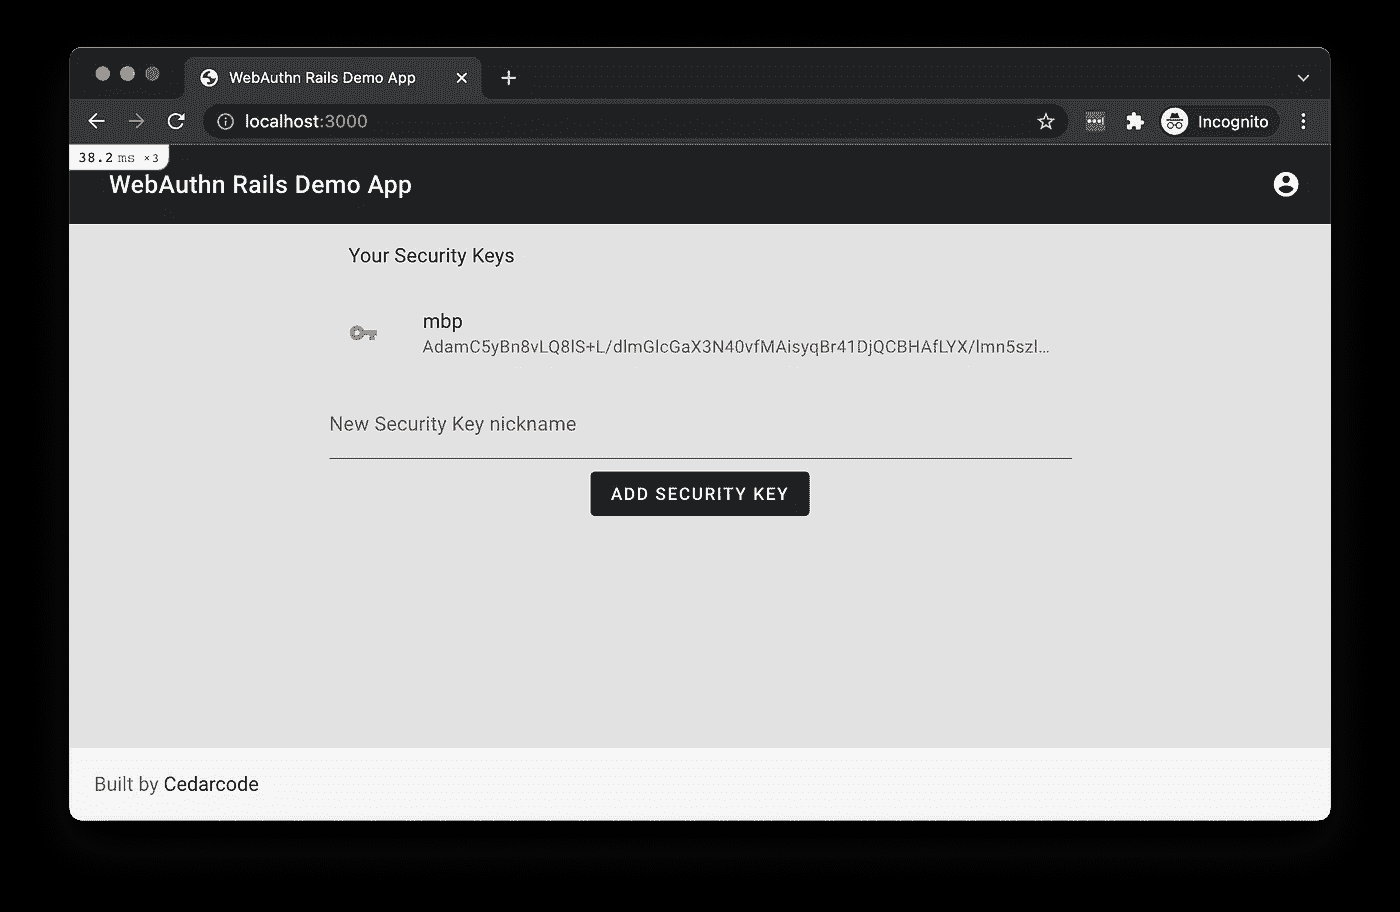 WebAuthn Rails Demo App
localhost:3000
Incognito
38.2 ms ×3
WebAuthn Rails Demo App
Your Security Keys
mbp
AdamC5yBn8vLQ8lS+L/dlmGlcGaX3N40vfMAisyqBr41DjQCBHAfLYX/lmn5szl...
New Security Key nickname
ADD SECURITY KEY
Built by Cedarcode